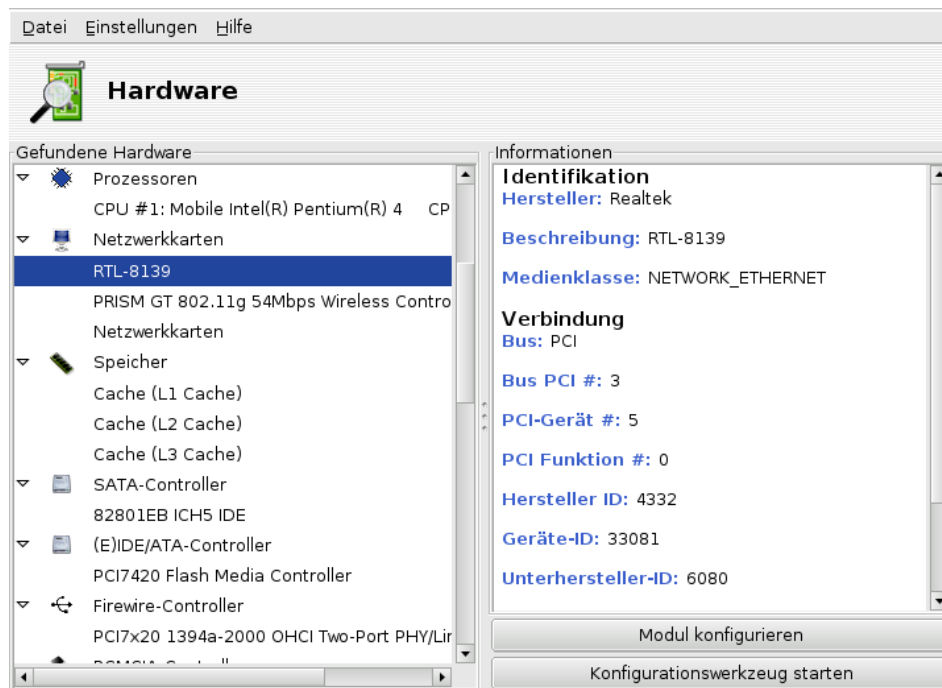 Datei Einstellungen Hilfe
Hardware
Gefundene Hardware
Prozessoren
CPU #1: Mobile Intel(R) Pentium(R) 4 CP
Netzwerkkarten
RTL-8139
PRISM GT 802.11g 54Mbps Wireless Contro
Netzwerkkarten
Speicher
Cache (L1 Cache)
Cache (L2 Cache)
Cache (L3 Cache)
SATA-Controller
82801EB ICH5 IDE
(E)IDE/ATA-Controller
PCI7420 Flash Media Controller
Firewire-Controller
PCI7x20 1394a-2000 OHCI Two-Port PHY/Lin
Informationen
Identifikation
Hersteller: Realtek
Beschreibung: RTL-8139
Medienklasse: NETWORK_ETHERNET
Verbindung
Bus: PCI
Bus PCI #: 3
PCI-Gerät #: 5
PCI Funktion #: 0
Hersteller ID: 4332
Geräte-ID: 33081
Unterhersteller-ID: 6080
Modul konfigurieren
Konfigurationswerkzeug starten